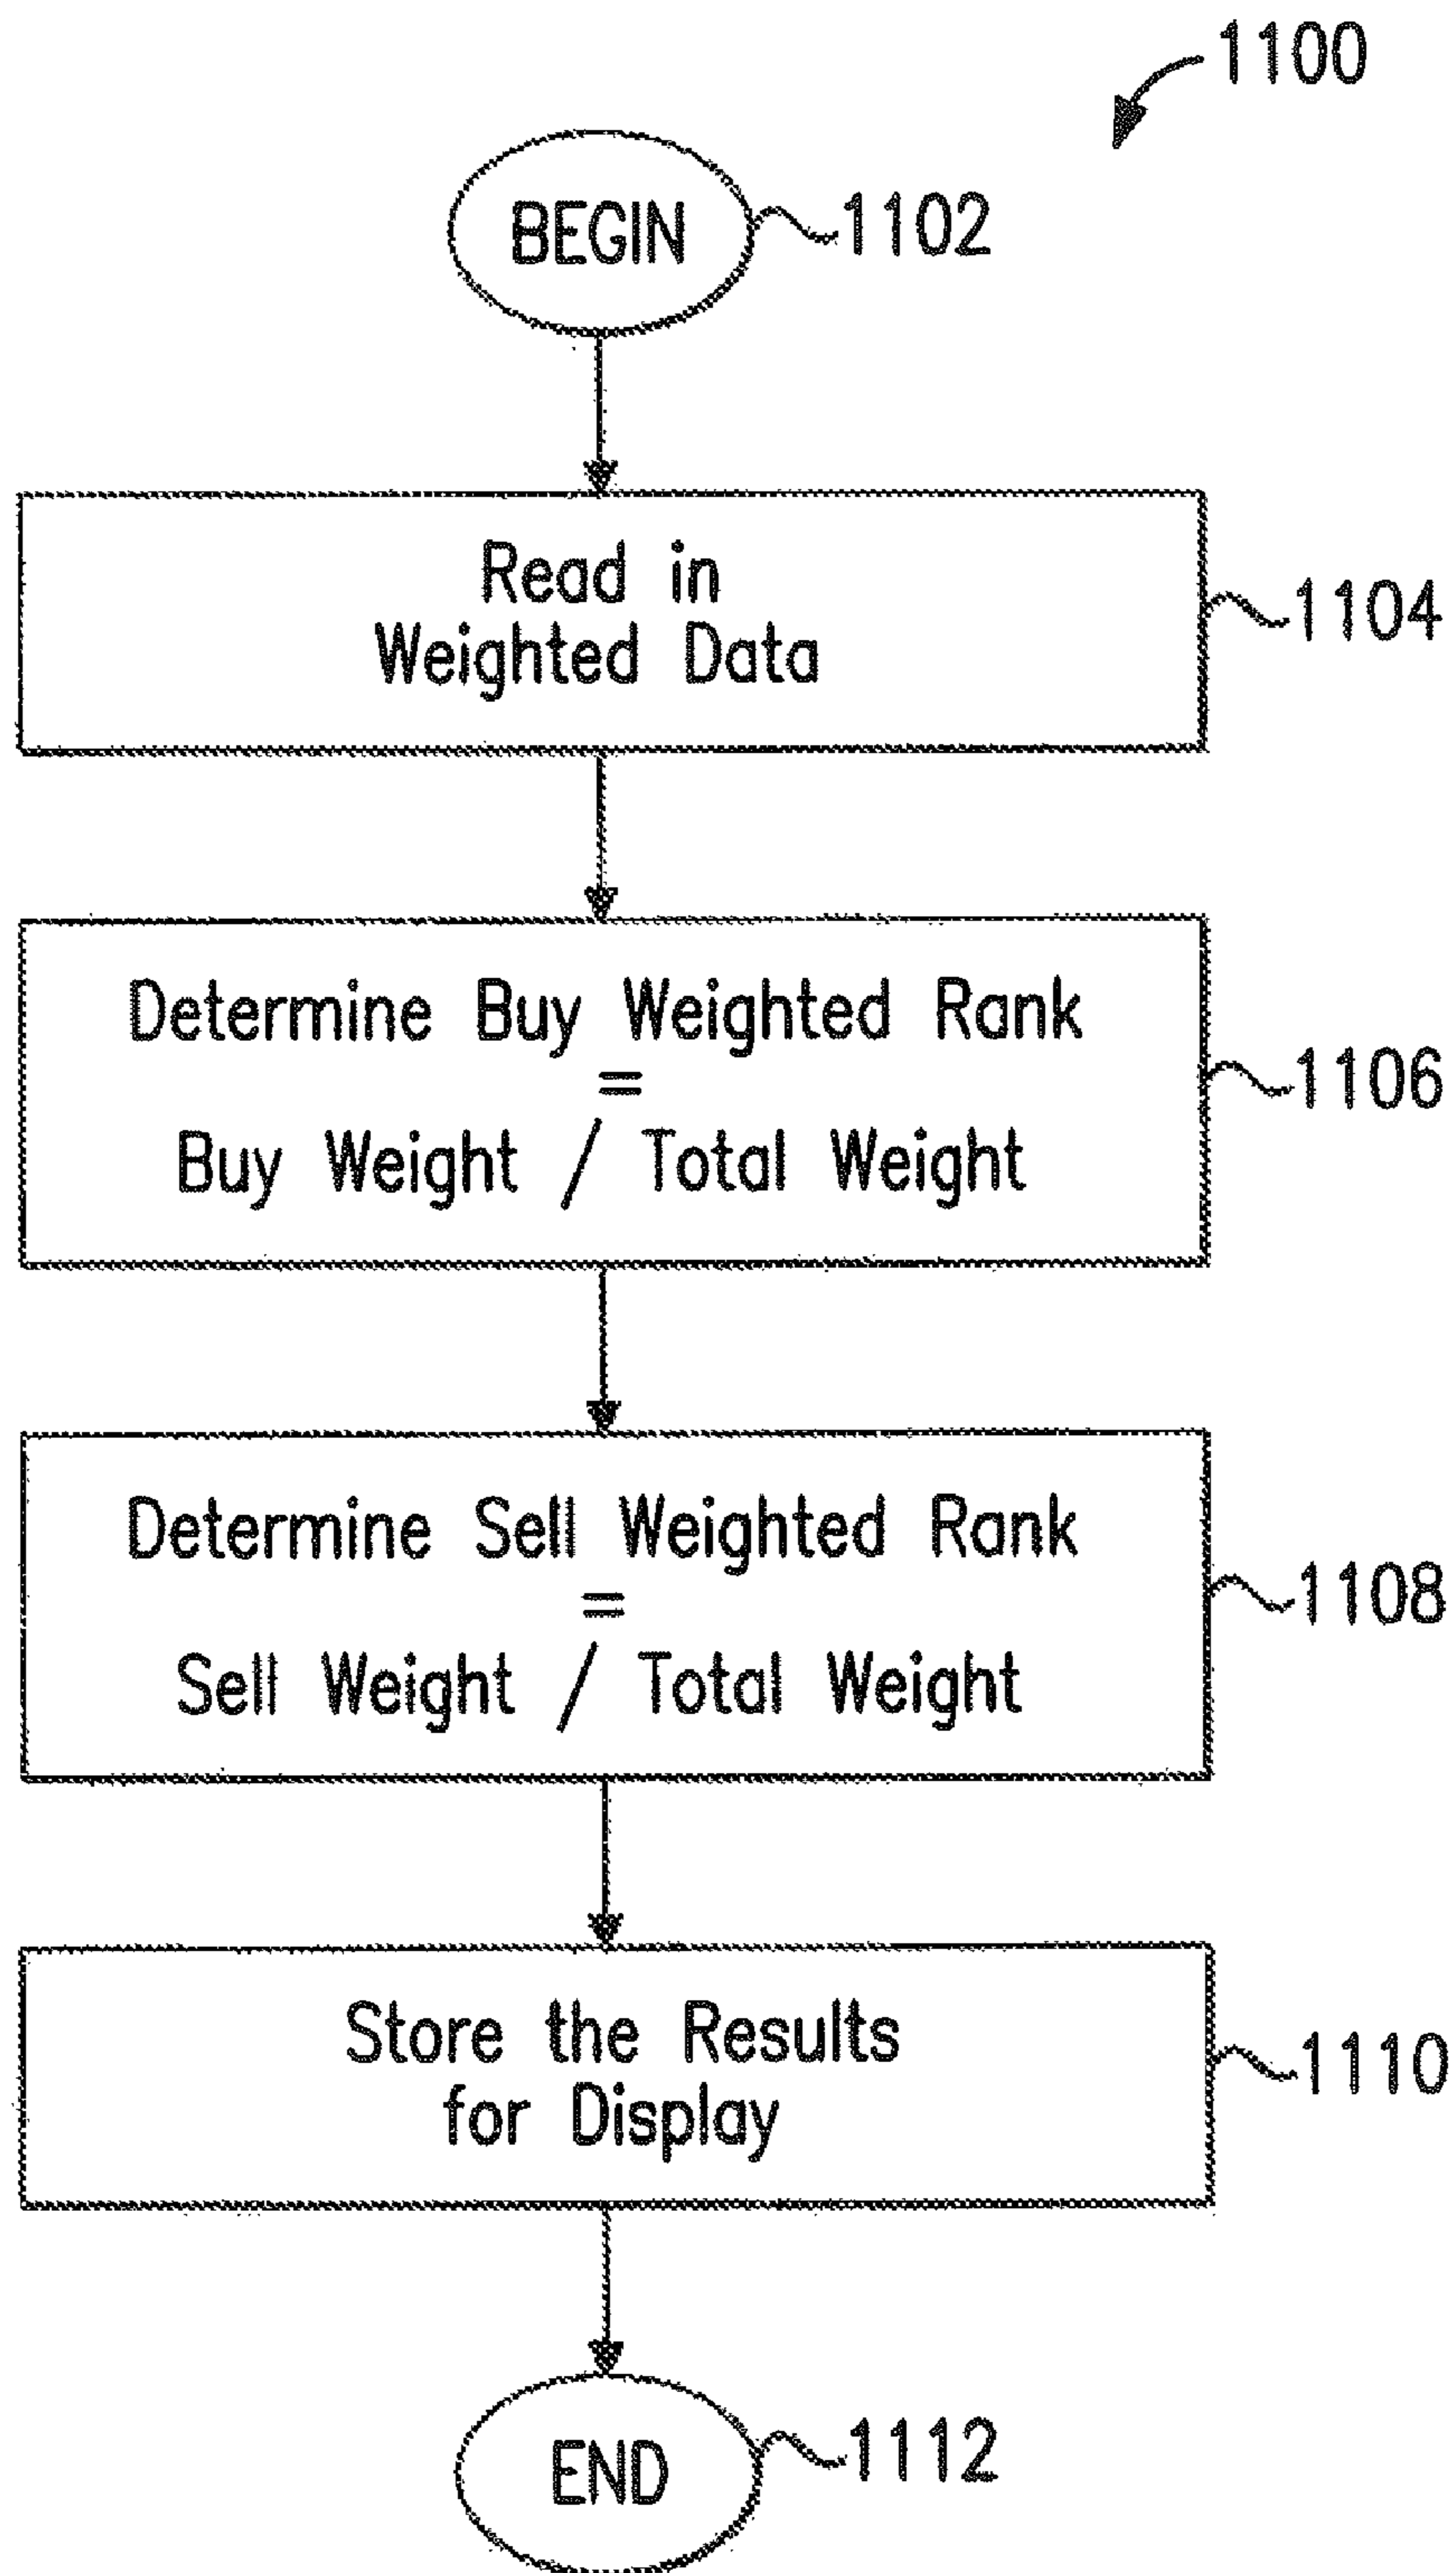 1100
BEGIN
1102
Read in
Weighted Data
1104
Determine Buy Weighted Rank
=
Buy Weight / Total Weight
1106
Determine Sell Weighted Rank
=
Sell Weight / Total Weight
1108
Store the Results
for Display
1110
END
1112